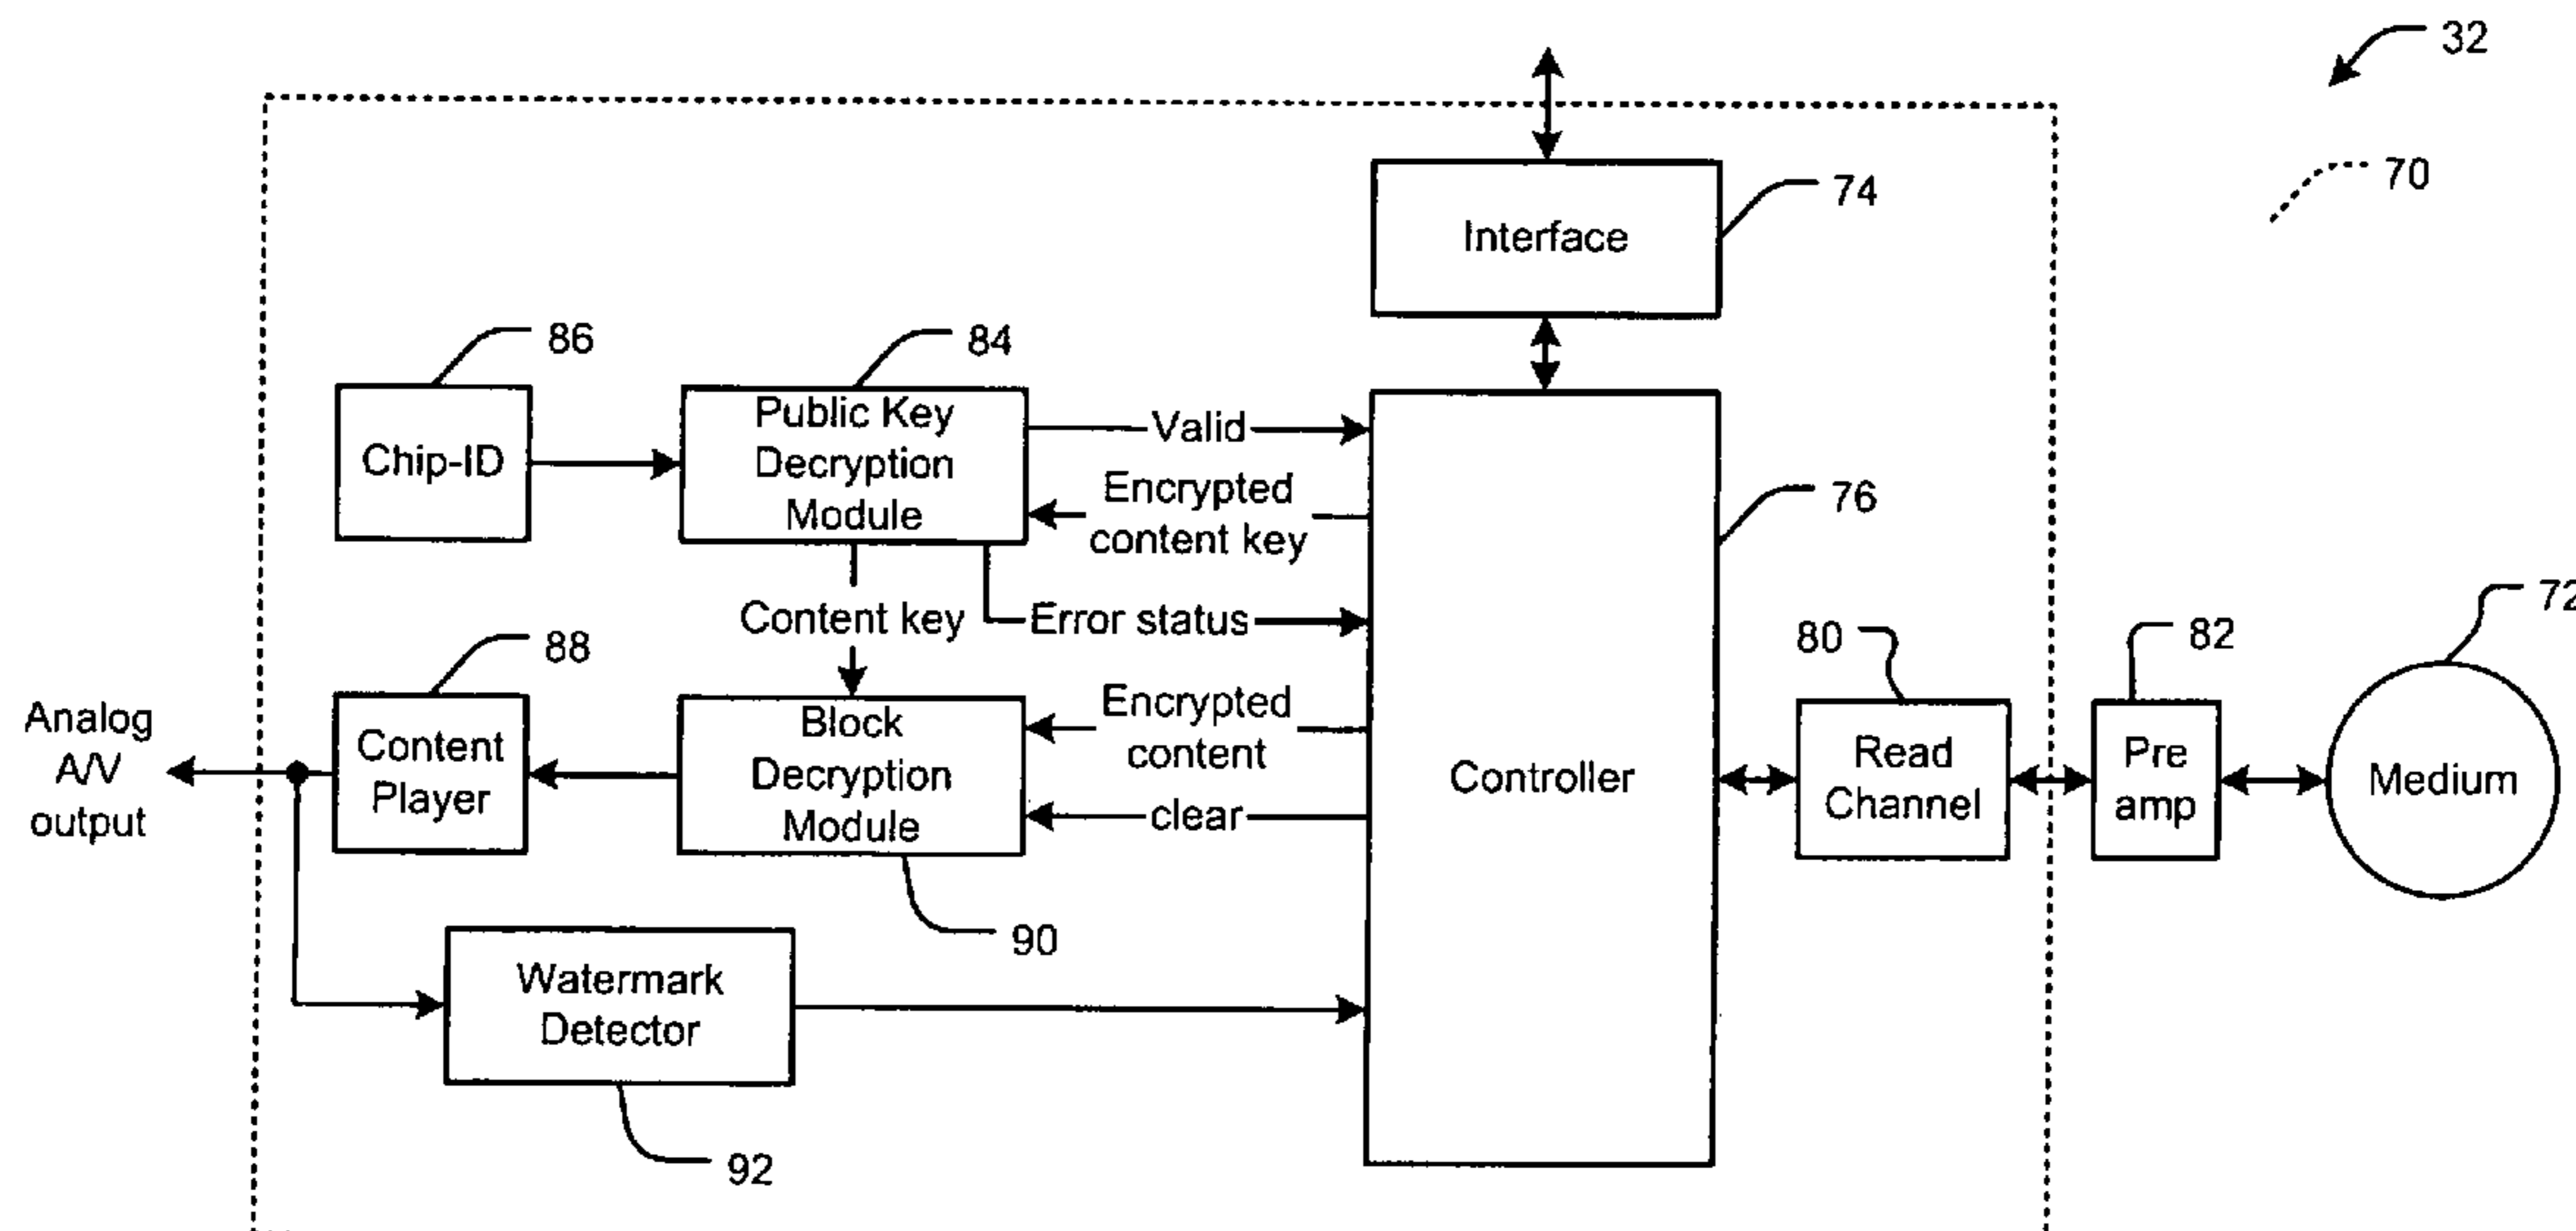 32
70
Interface
74
86
84
Chip-ID
Public Key
Decryption
Module
Valid
Encrypted
content key
76
Content key
Error status
72
88
80
82
Analog
A/V
output
Content
Player
Block
Decryption
Module
Encrypted
content
clear
Controller
Read
Channel
Pre
amp
Medium
90
Watermark
Detector
92